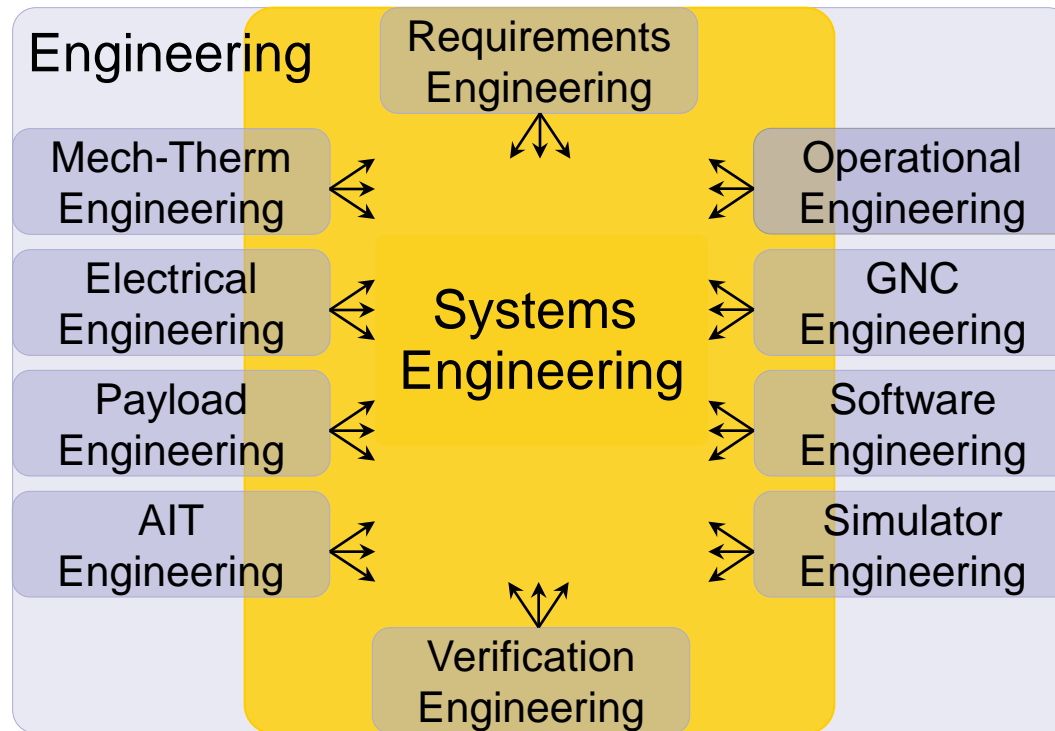 Engineering
Requirements
Engineering
Mech-Therm
Engineering
Operational
Engineering
Electrical
Engineering
Systems
Engineering
GNC
Engineering
Payload
Engineering
Software
Engineering
AIT
Engineering
Simulator
Engineering
Verification
Engineering